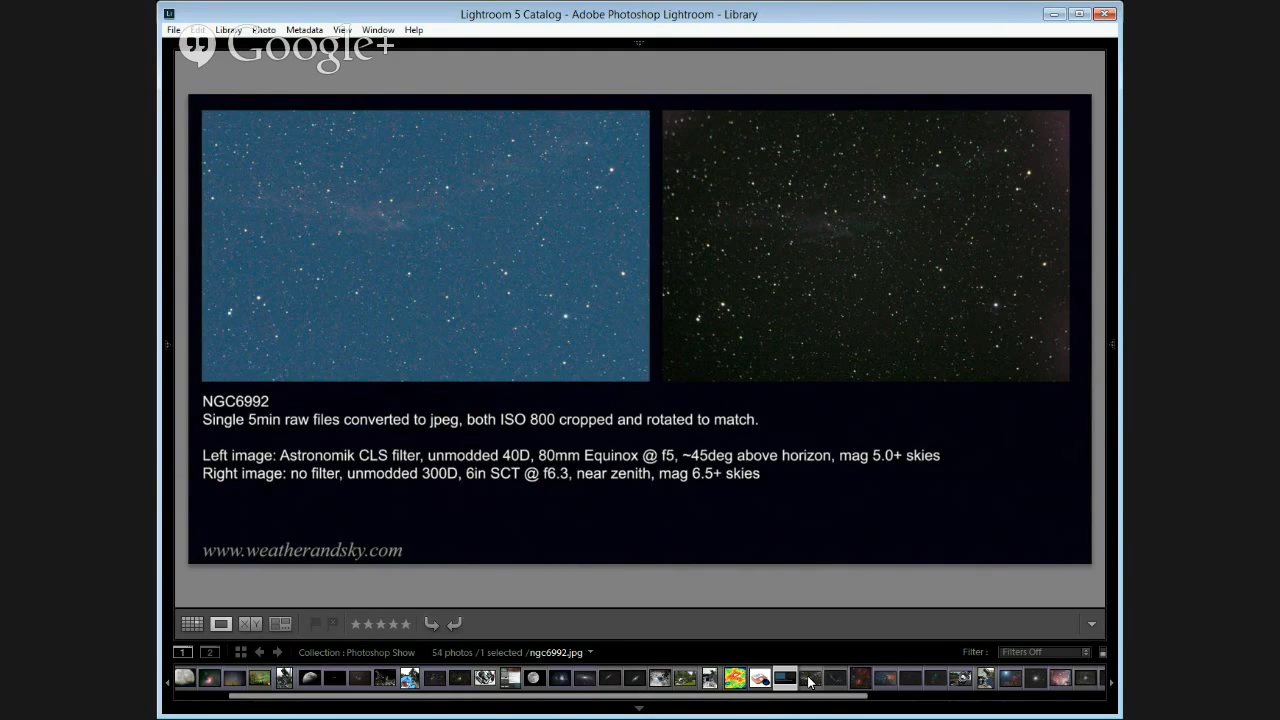 Lightroom 5 Catalog - Adobe Photoshop Lightroom - Library
File Edit Library Photo Metadata View Window Help
Google+
NGC6992
Single 5min raw files converted to jpeg, both ISO 800 cropped and rotated to match.
Left image: Astronomik CLS filter, unmodded 40D, 80mm Equinox @ f5, ~45deg above horizon, mag 5.0+ skies
Right image: no filter, unmodded 300D, 6in SCT @ f6.3, near zenith, mag 6.5+ skies
www.weatherandsky.com
X Y
1 2 Collection : Photoshop Show 54 photos / 1 selected / ngc6992.jpg Filter : Filters Off